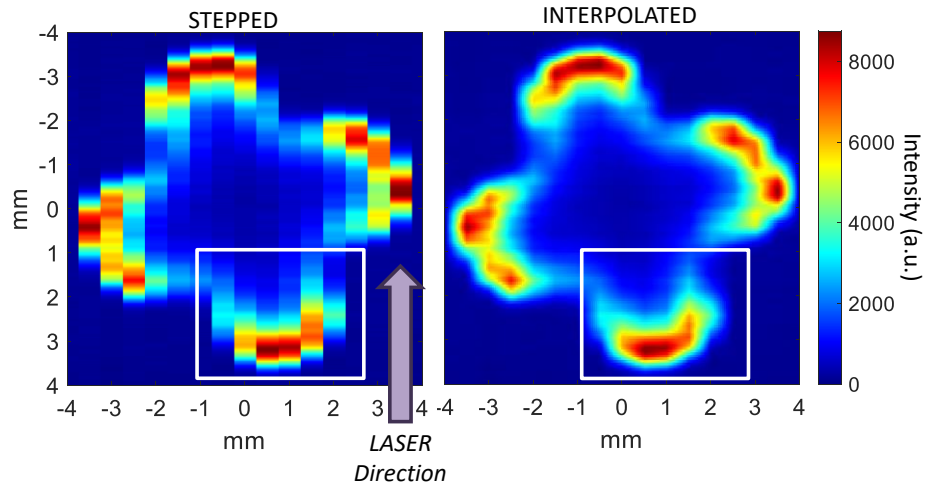 STEPPED
INTERPOLATED
-4
-3
-2
-1
0
1
2
3
4
mm
-4 -3 -2 -1 0 1 2 3 4
mm
-4 -3 -2 -1 0 1 2 3 4
mm
LASER
Direction
8000
6000
4000
2000
0
Intensity (a.u.)